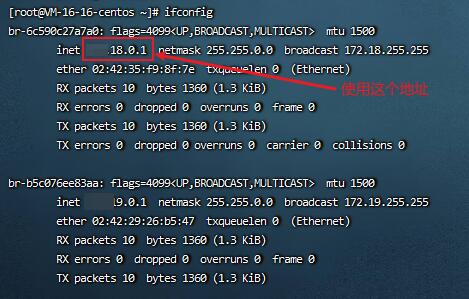 [root@VM-16-16-centos ~]# ifconfig
br-6c590c27a7a0: flags=4099<UP,BROADCAST,MULTICAST>  mtu 1500
inet 18.0.1  netmask 255.255.0.0  broadcast 172.18.255.255
ether 02:42:35:f9:8f:7e  txqueuelen 0  (Ethernet)
RX packets 10  bytes 1360 (1.3 KiB)
使用这个地址
RX errors 0  dropped 0  overruns 0  frame 0
TX packets 10  bytes 1360 (1.3 KiB)
TX errors 0  dropped 0 overruns 0  carrier 0  collisions 0
br-b5c076ee83aa: flags=4099<UP,BROADCAST,MULTICAST>  mtu 1500
inet 9.0.1  netmask 255.255.0.0  broadcast 172.19.255.255
ether 02:42:29:26:b5:47  txqueuelen 0  (Ethernet)
RX packets 10  bytes 1360 (1.3 KiB)
RX errors 0  dropped 0  overruns 0  frame 0
TX packets 10  bytes 1360 (1.3 KiB)